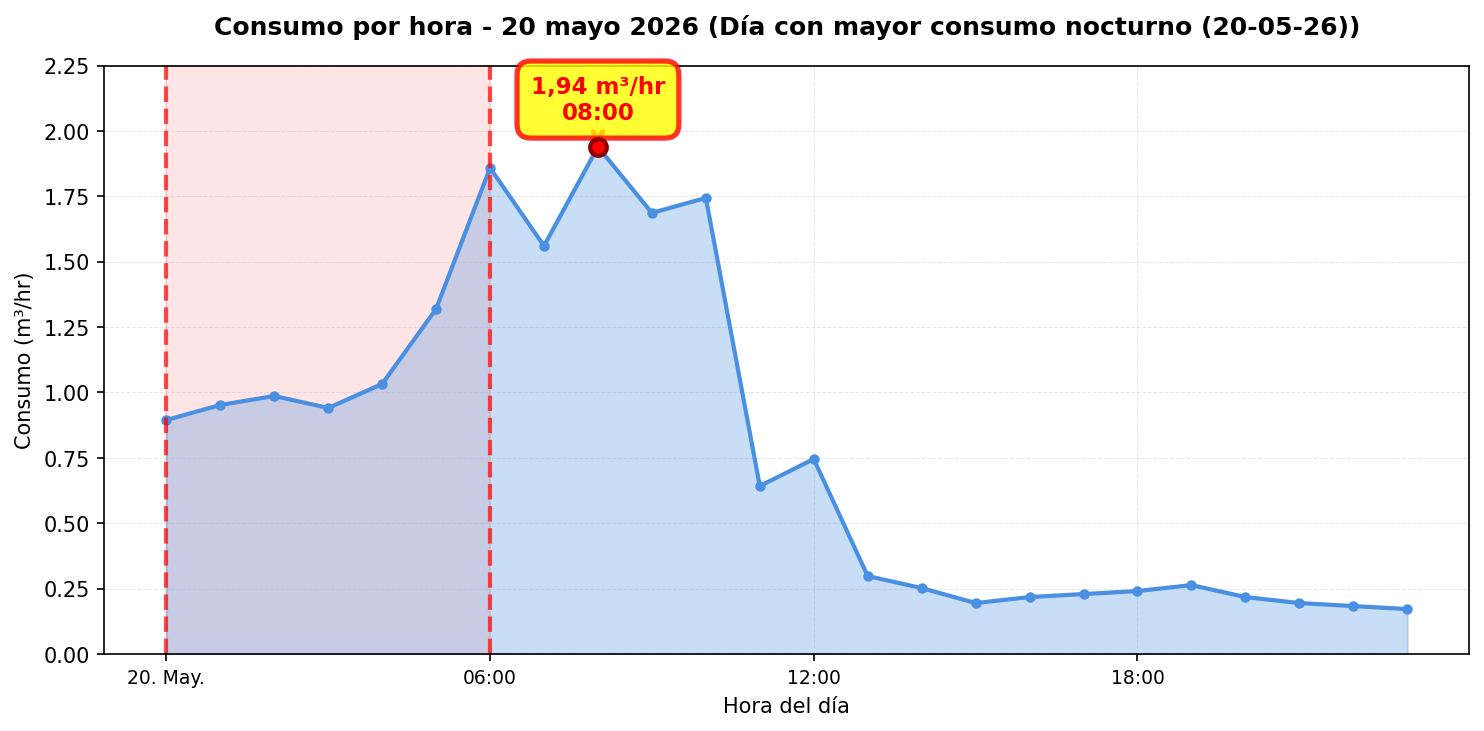 Consumo por hora - 20 mayo 2026 (Día con mayor consumo nocturno (20-05-26))
1,94 m³/hr
08:00
Consumo (m³/hr)
2.25
2.00
1.75
1.50
1.25
1.00
0.75
0.50
0.25
0.00
20. May.
06:00
12:00
18:00
Hora del día